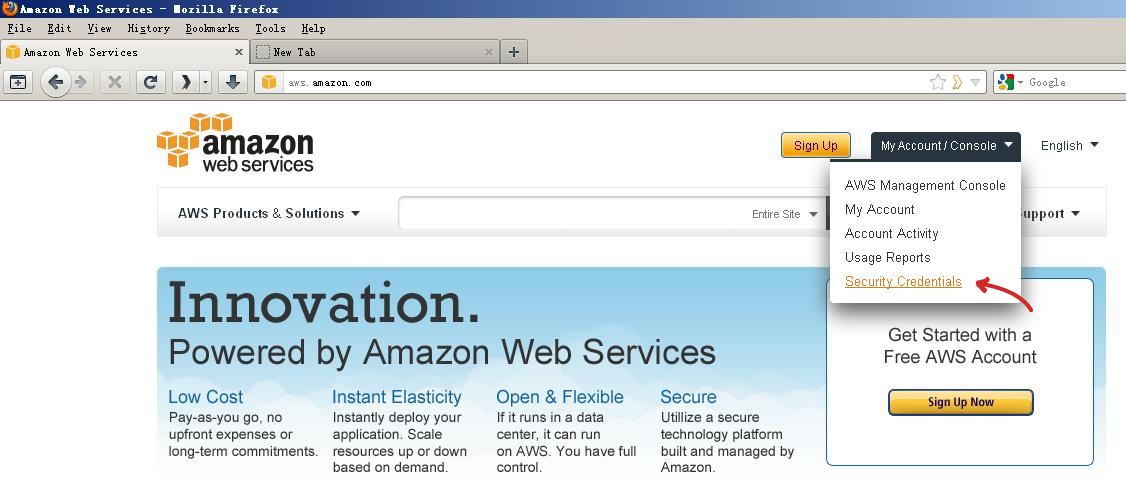 Amazon Web Services - Mozilla Firefox
File Edit View History Bookmarks Tools Help
Amazon Web Services
New Tab
aws.amazon.com
Google
amazon
web services
Sign Up
My Account / Console
English
AWS Products & Solutions
Entire Site
upport
AWS Management Console
My Account
Account Activity
Usage Reports
Security Credentials
Innovation.
Powered by Amazon Web Services
Low Cost
Pay-as-you go, no
upfront expenses or
long-term commitments.
Instant Elasticity
Instantly deploy your
application. Scale
resources up or down
based on demand.
Open & Flexible
If it runs in a data
center, it can run
on AWS. You have full
control.
Secure
Utilize a secure
technology platform
built and managed by
Amazon.
Get Started with a
Free AWS Account
Sign Up Now